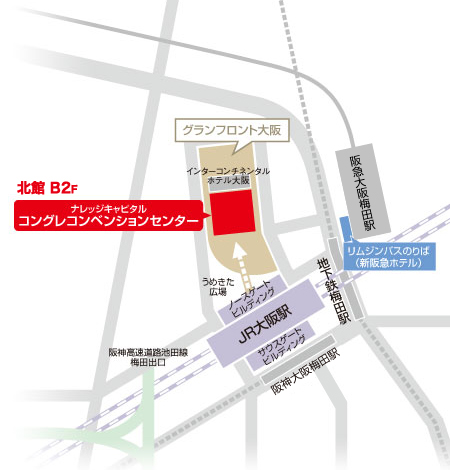 グランフロント大阪
インターコンチネンタル
ホテル大阪
北館 B2F
ナレッジキャピタル
コングレコンベンションセンター
阪急大阪梅田駅
リムジンバスのりば
（新阪急ホテル）
地下鉄梅田駅
うめきた
広場
ノースゲート
ビルディング
JR大阪駅
サウスゲート
ビルディング
阪神大阪梅田駅
阪神高速道路池田線
梅田出口